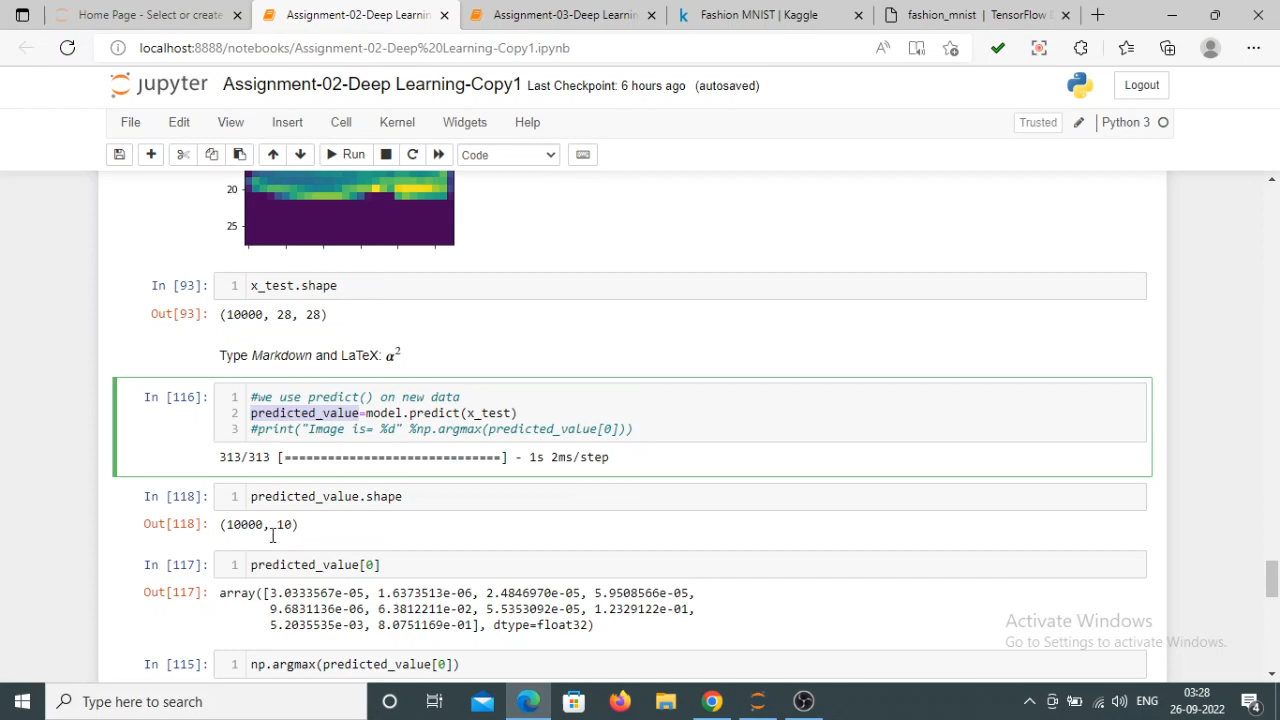 Home Page - Select or create
Assignment-02-Deep Learnin
Assignment-03-Deep Learnin
Fashion MNIST | Kaggle
fashion_mnist | TensorFlow
localhost:8888/notebooks/Assignment-02-Deep%20Learning-Copy1.ipynb
jupyter Assignment-02-Deep Learning-Copy1 Last Checkpoint: 6 hours ago (autosaved)
Logout
File Edit View Insert Cell Kernel Widgets Help
Trusted Python 3
Run Code
20
25
In [93]: 1 x_test.shape
Out[93]: (10000, 28, 28)
Type Markdown and LaTeX: α²
In [116]: 1 #we use predict() on new data
2 predicted_value=model.predict(x_test)
3 #print("Image is= %d" %np.argmax(predicted_value[0]))
313/313 [==============================] - 1s 2ms/step
In [118]: 1 predicted_value.shape
Out[118]: (10000, 10)
In [117]: 1 predicted_value[0]
Out[117]: array([3.0333567e-05, 1.6373513e-06, 2.4846970e-05, 5.9508566e-05,
9.6831136e-06, 6.3812211e-02, 5.5353092e-05, 1.2329122e-01,
5.2035535e-03, 8.0751169e-01], dtype=float32)
In [115]: 1 np.argmax(predicted_value[0])
Activate Windows
Go to Settings to activate Windows.
Type here to search
ENG
03:28
26-09-2022
4